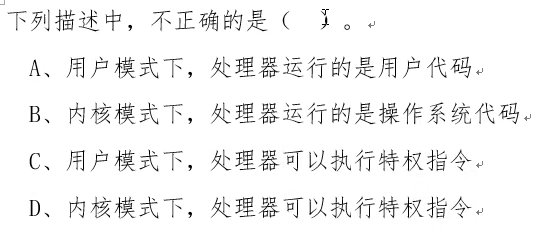 下列描述中，不正确的是（ ）。
A、用户模式下，处理器运行的是用户代码
B、内核模式下，处理器运行的是操作系统代码
C、用户模式下，处理器可以执行特权指令
D、内核模式下，处理器可以执行特权指令